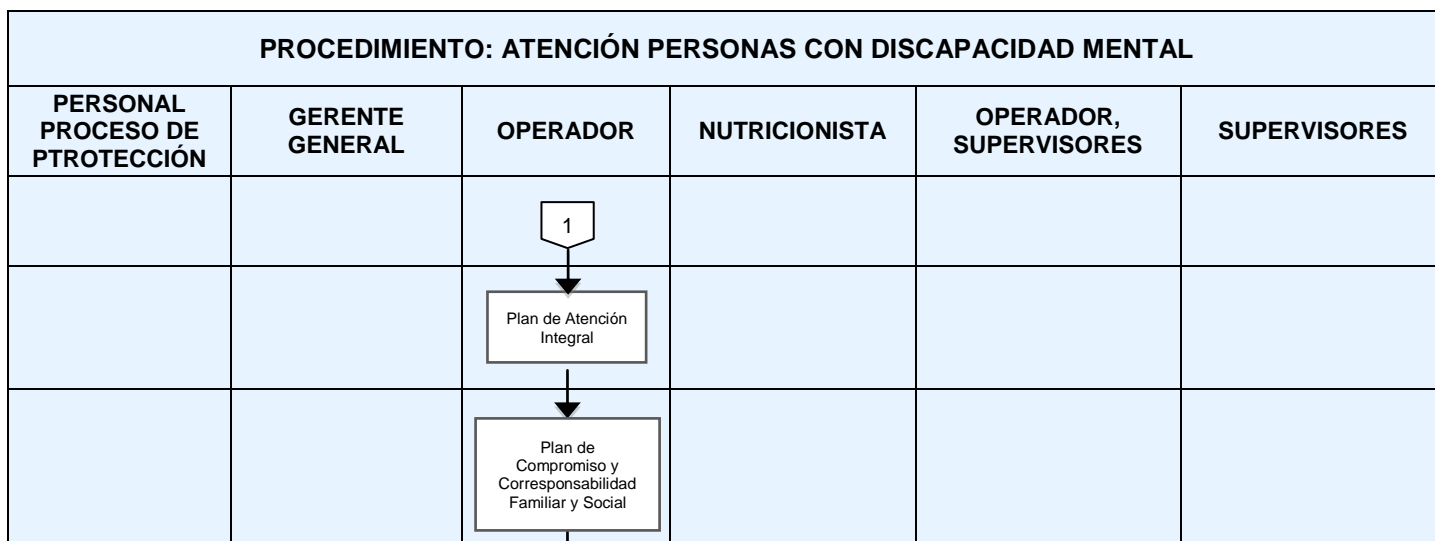 PROCEDIMIENTO: ATENCIÓN PERSONAS CON DISCAPACIDAD MENTAL
PERSONAL
PROCESO DE
PTROTECCIÓN
GERENTE
GENERAL
OPERADOR
NUTRICIONISTA
OPERADOR,
SUPERVISORES
SUPERVISORES
1
Plan de Atención
Integral
Plan de
Compromiso y
Corresponsabilidad
Familiar y Social